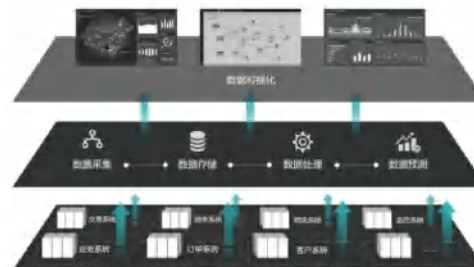 数据可视化
数据采集 数据存储 数据处理 数据预测
交易系统 财务系统 物流系统 监控系统
业务系统 订单系统 客户系统 ......